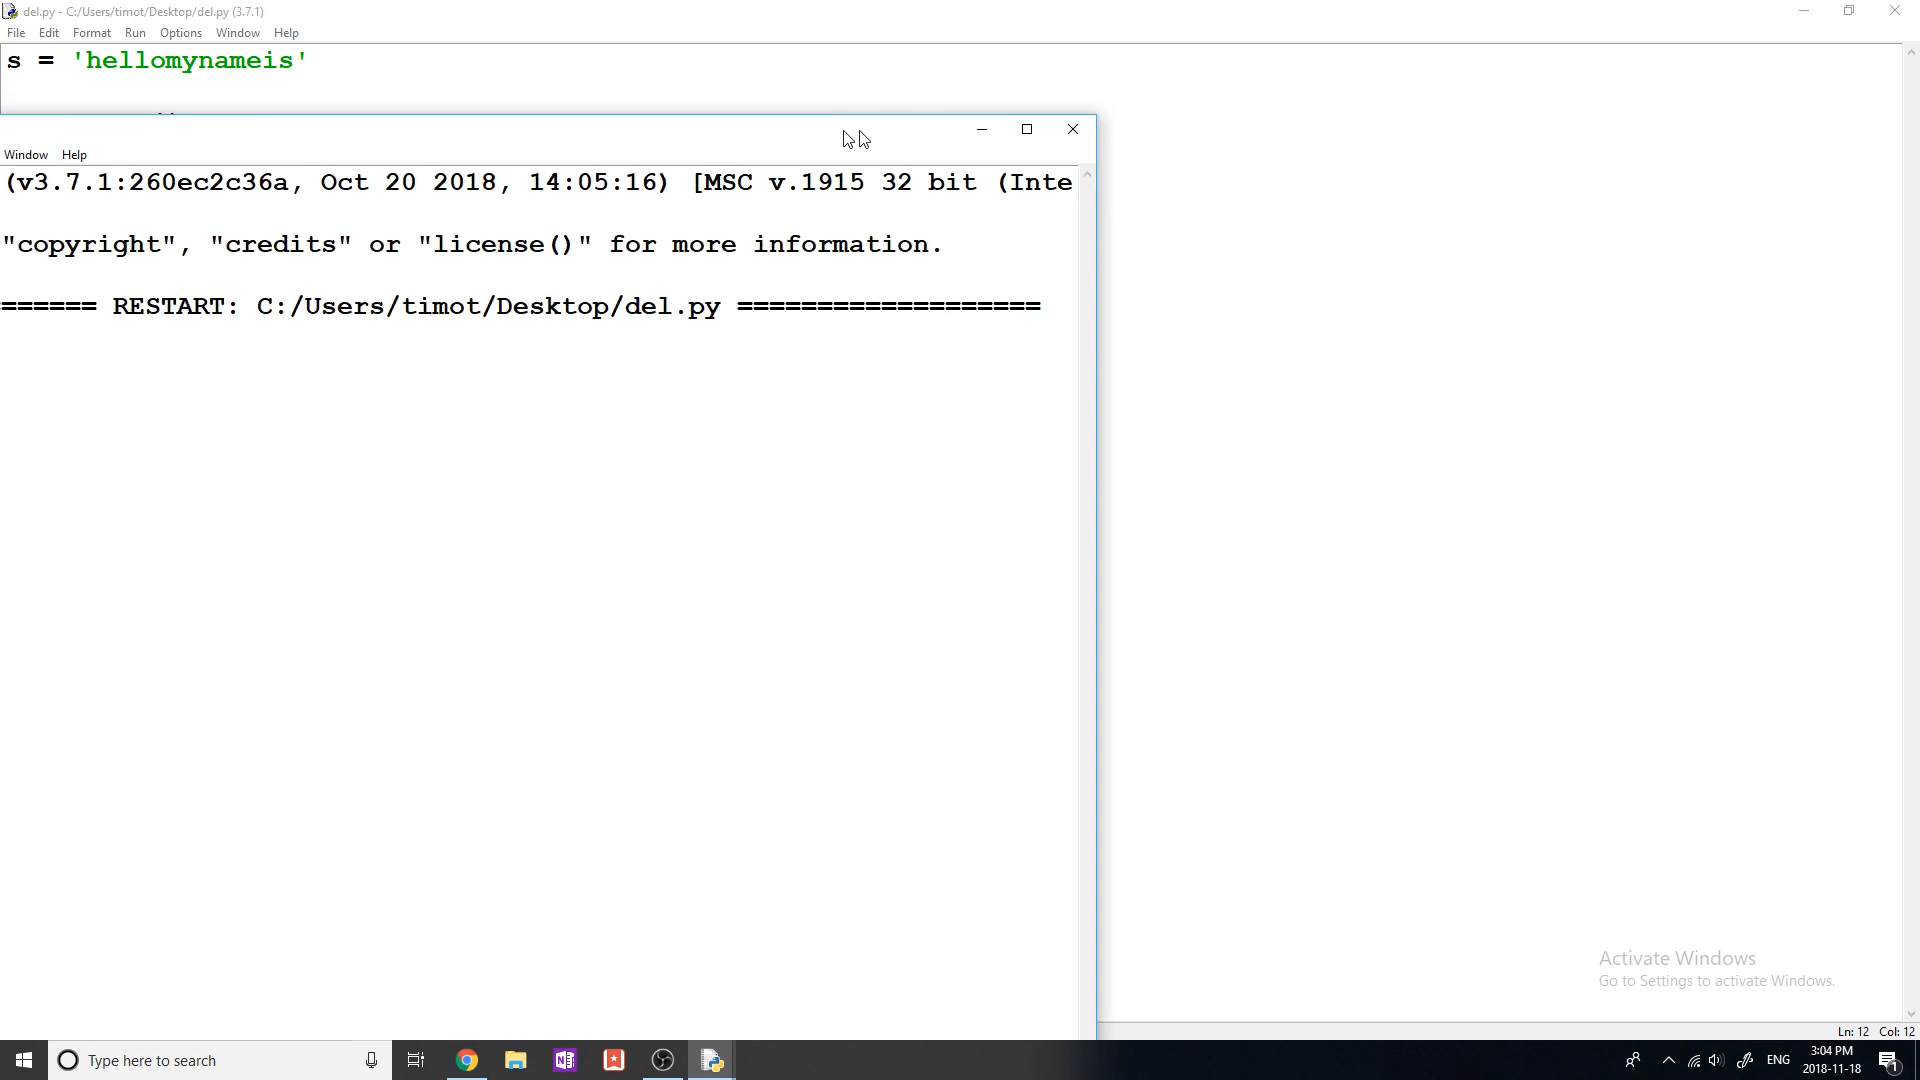 del.py - C:/Users/timot/Desktop/del.py (3.7.1)
File Edit Format Run Options Window Help
s = 'hellomynameis'
Window Help
(v3.7.1:260ec2c36a, Oct 20 2018, 14:05:16) [MSC v.1915 32 bit (Inte
"copyright", "credits" or "license()" for more information.
====== RESTART: C:/Users/timot/Desktop/del.py ===================
Activate Windows
Go to Settings to activate Windows.
Ln: 12 Col: 12
Type here to search
ENG
3:04 PM
2018-11-18
1